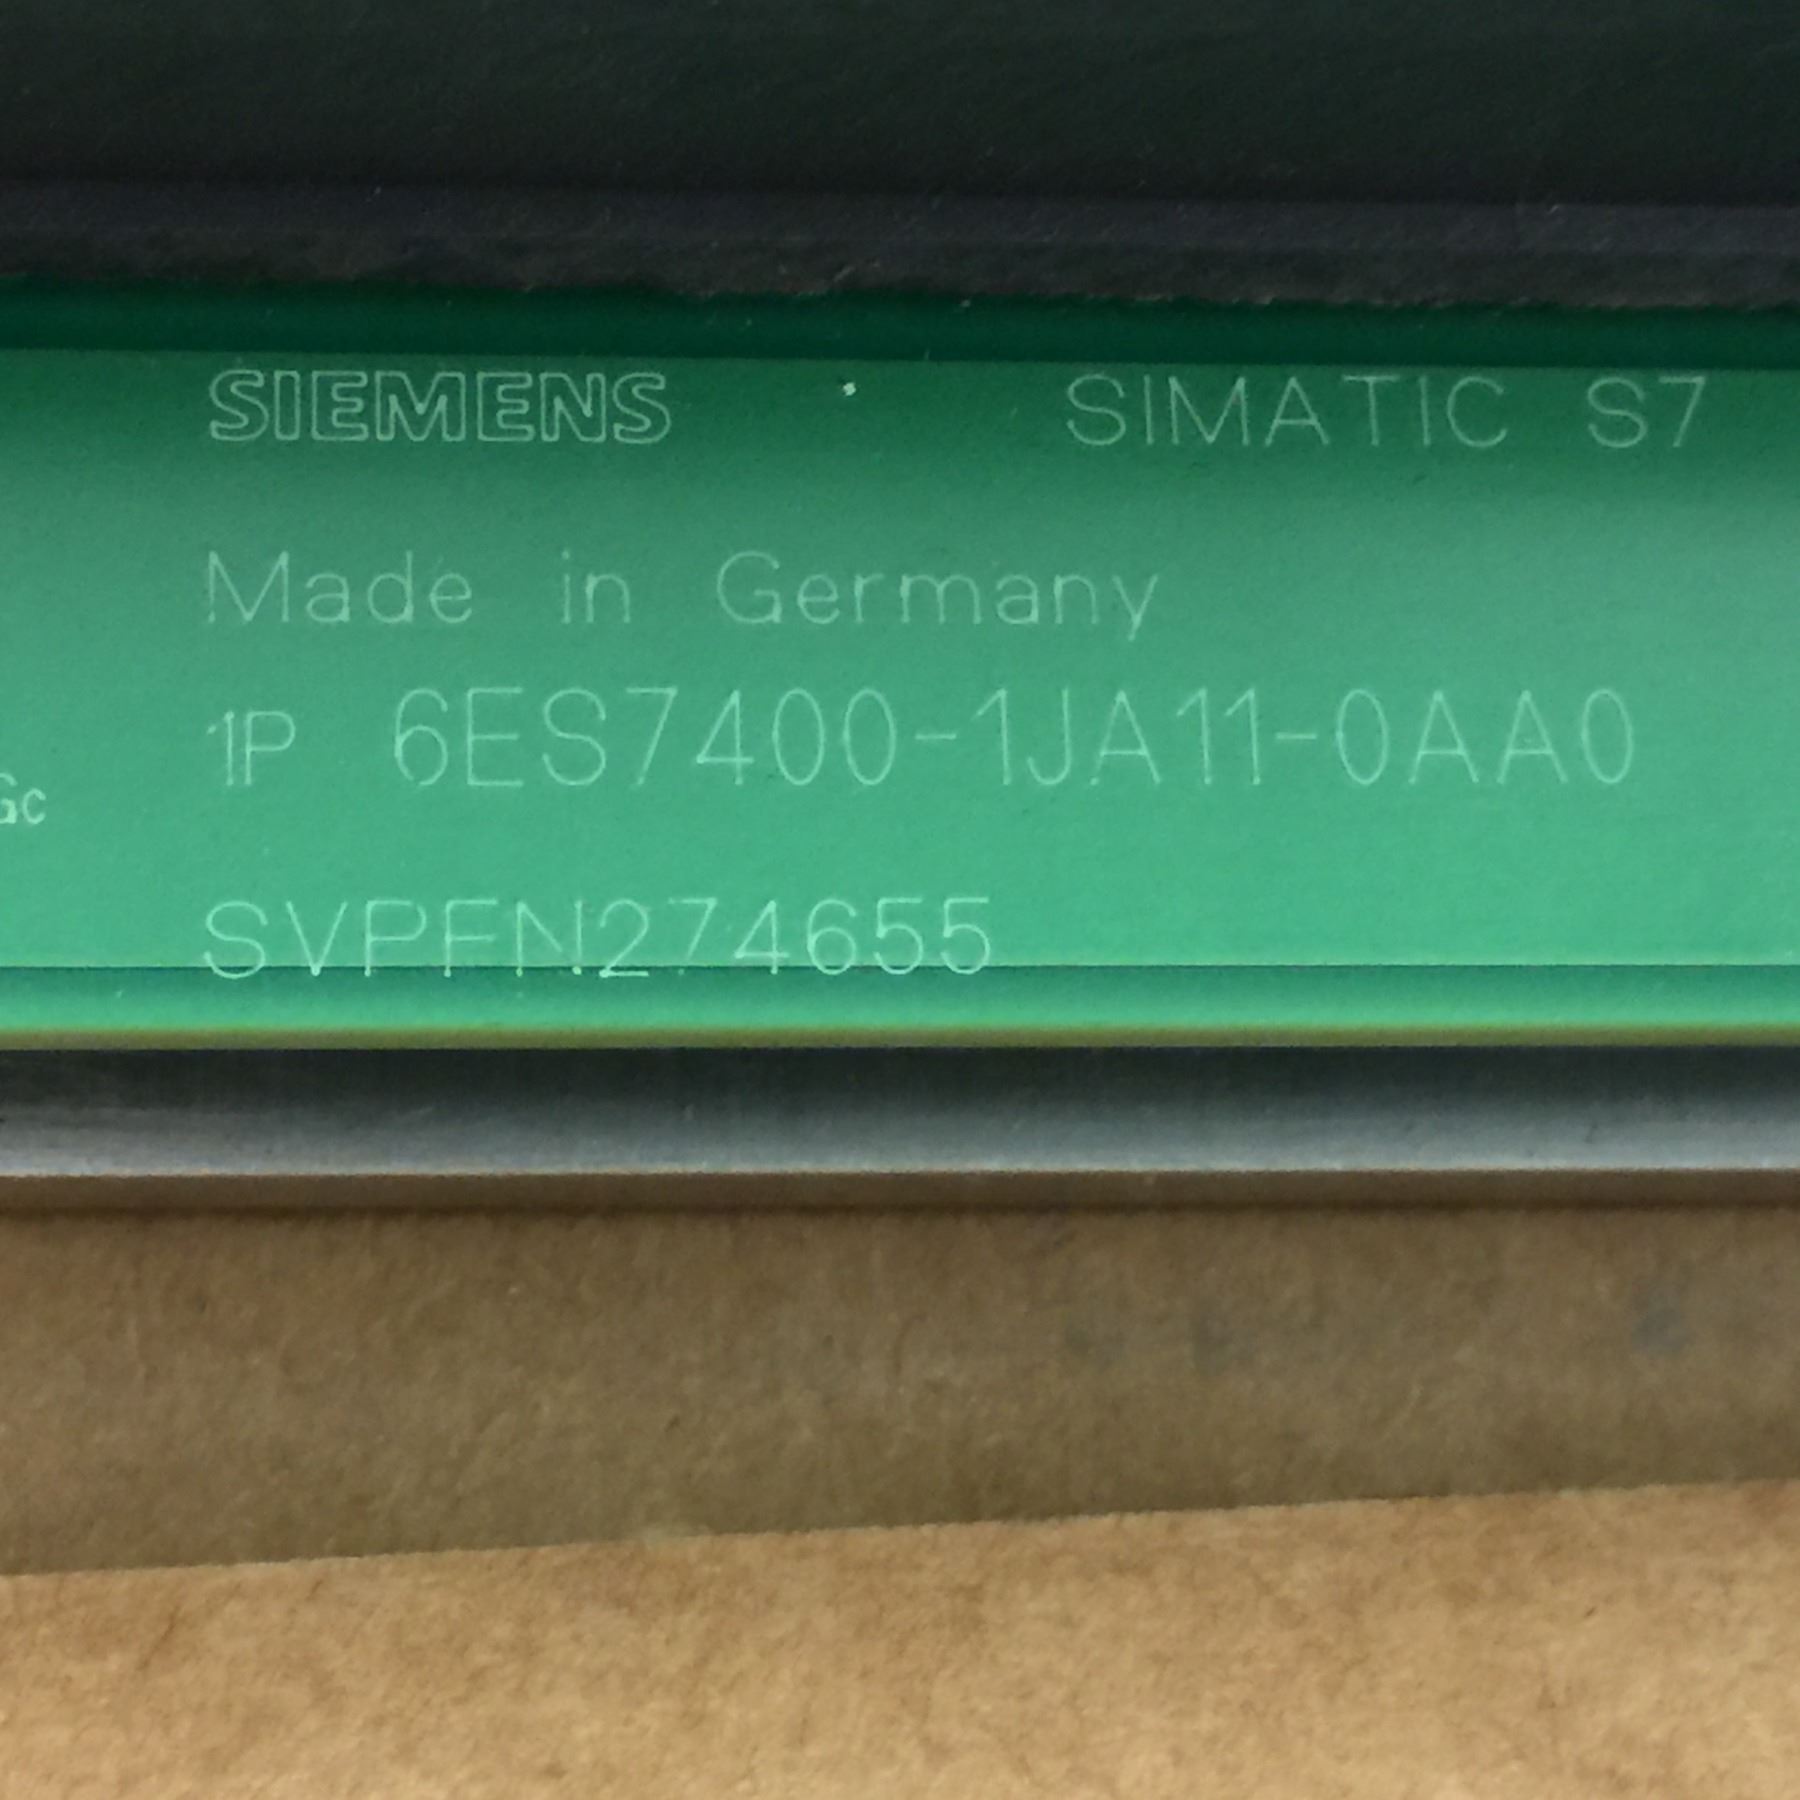 SIEMENS SIMATIC S7
Made in Germany
1P 6ES7400-1JA11-0AA0
SVPFN274655